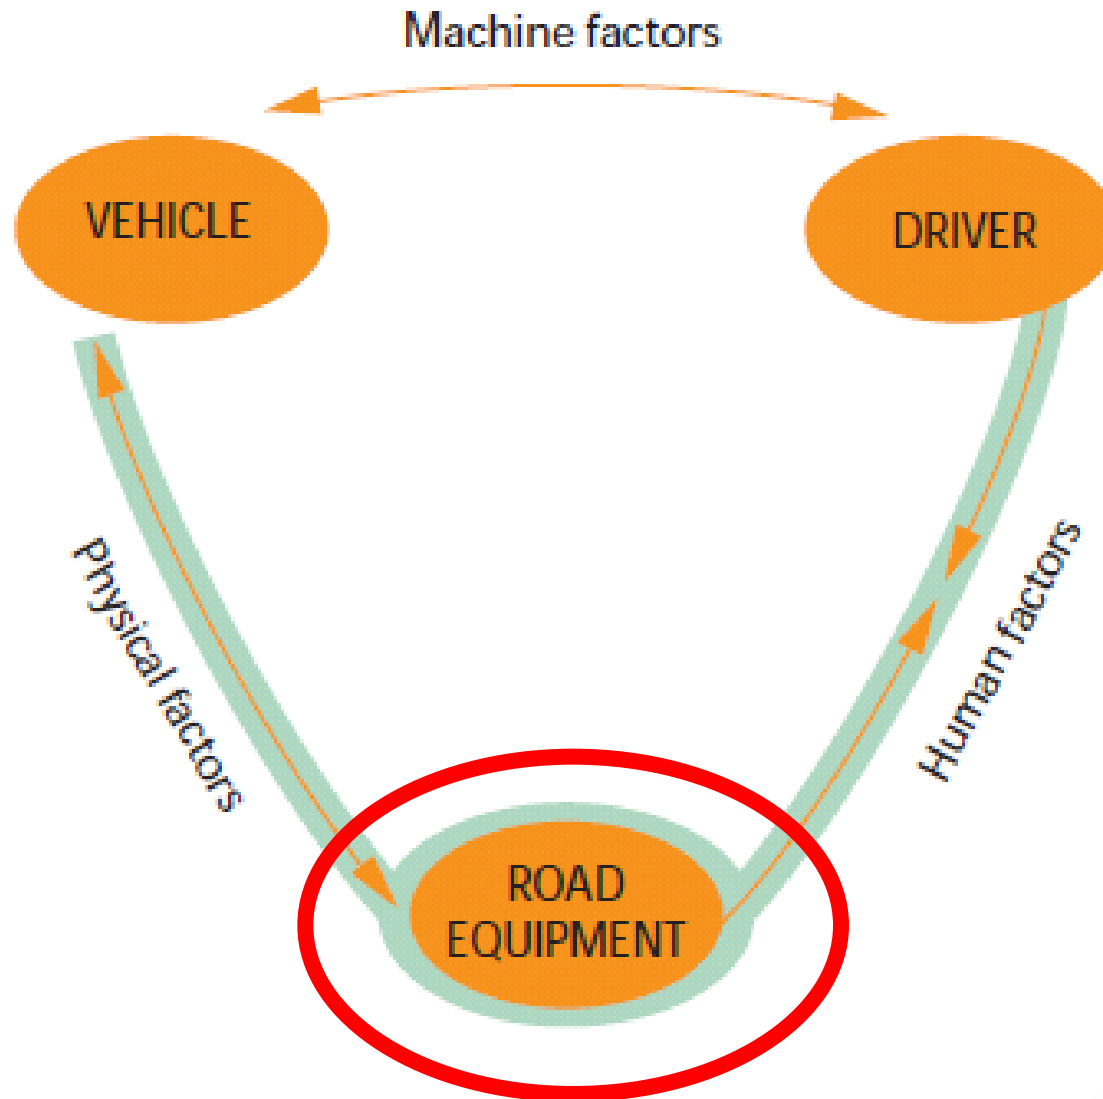 Machine factors
VEHICLE
DRIVER
Physical factors
Human factors
ROAD
EQUIPMENT